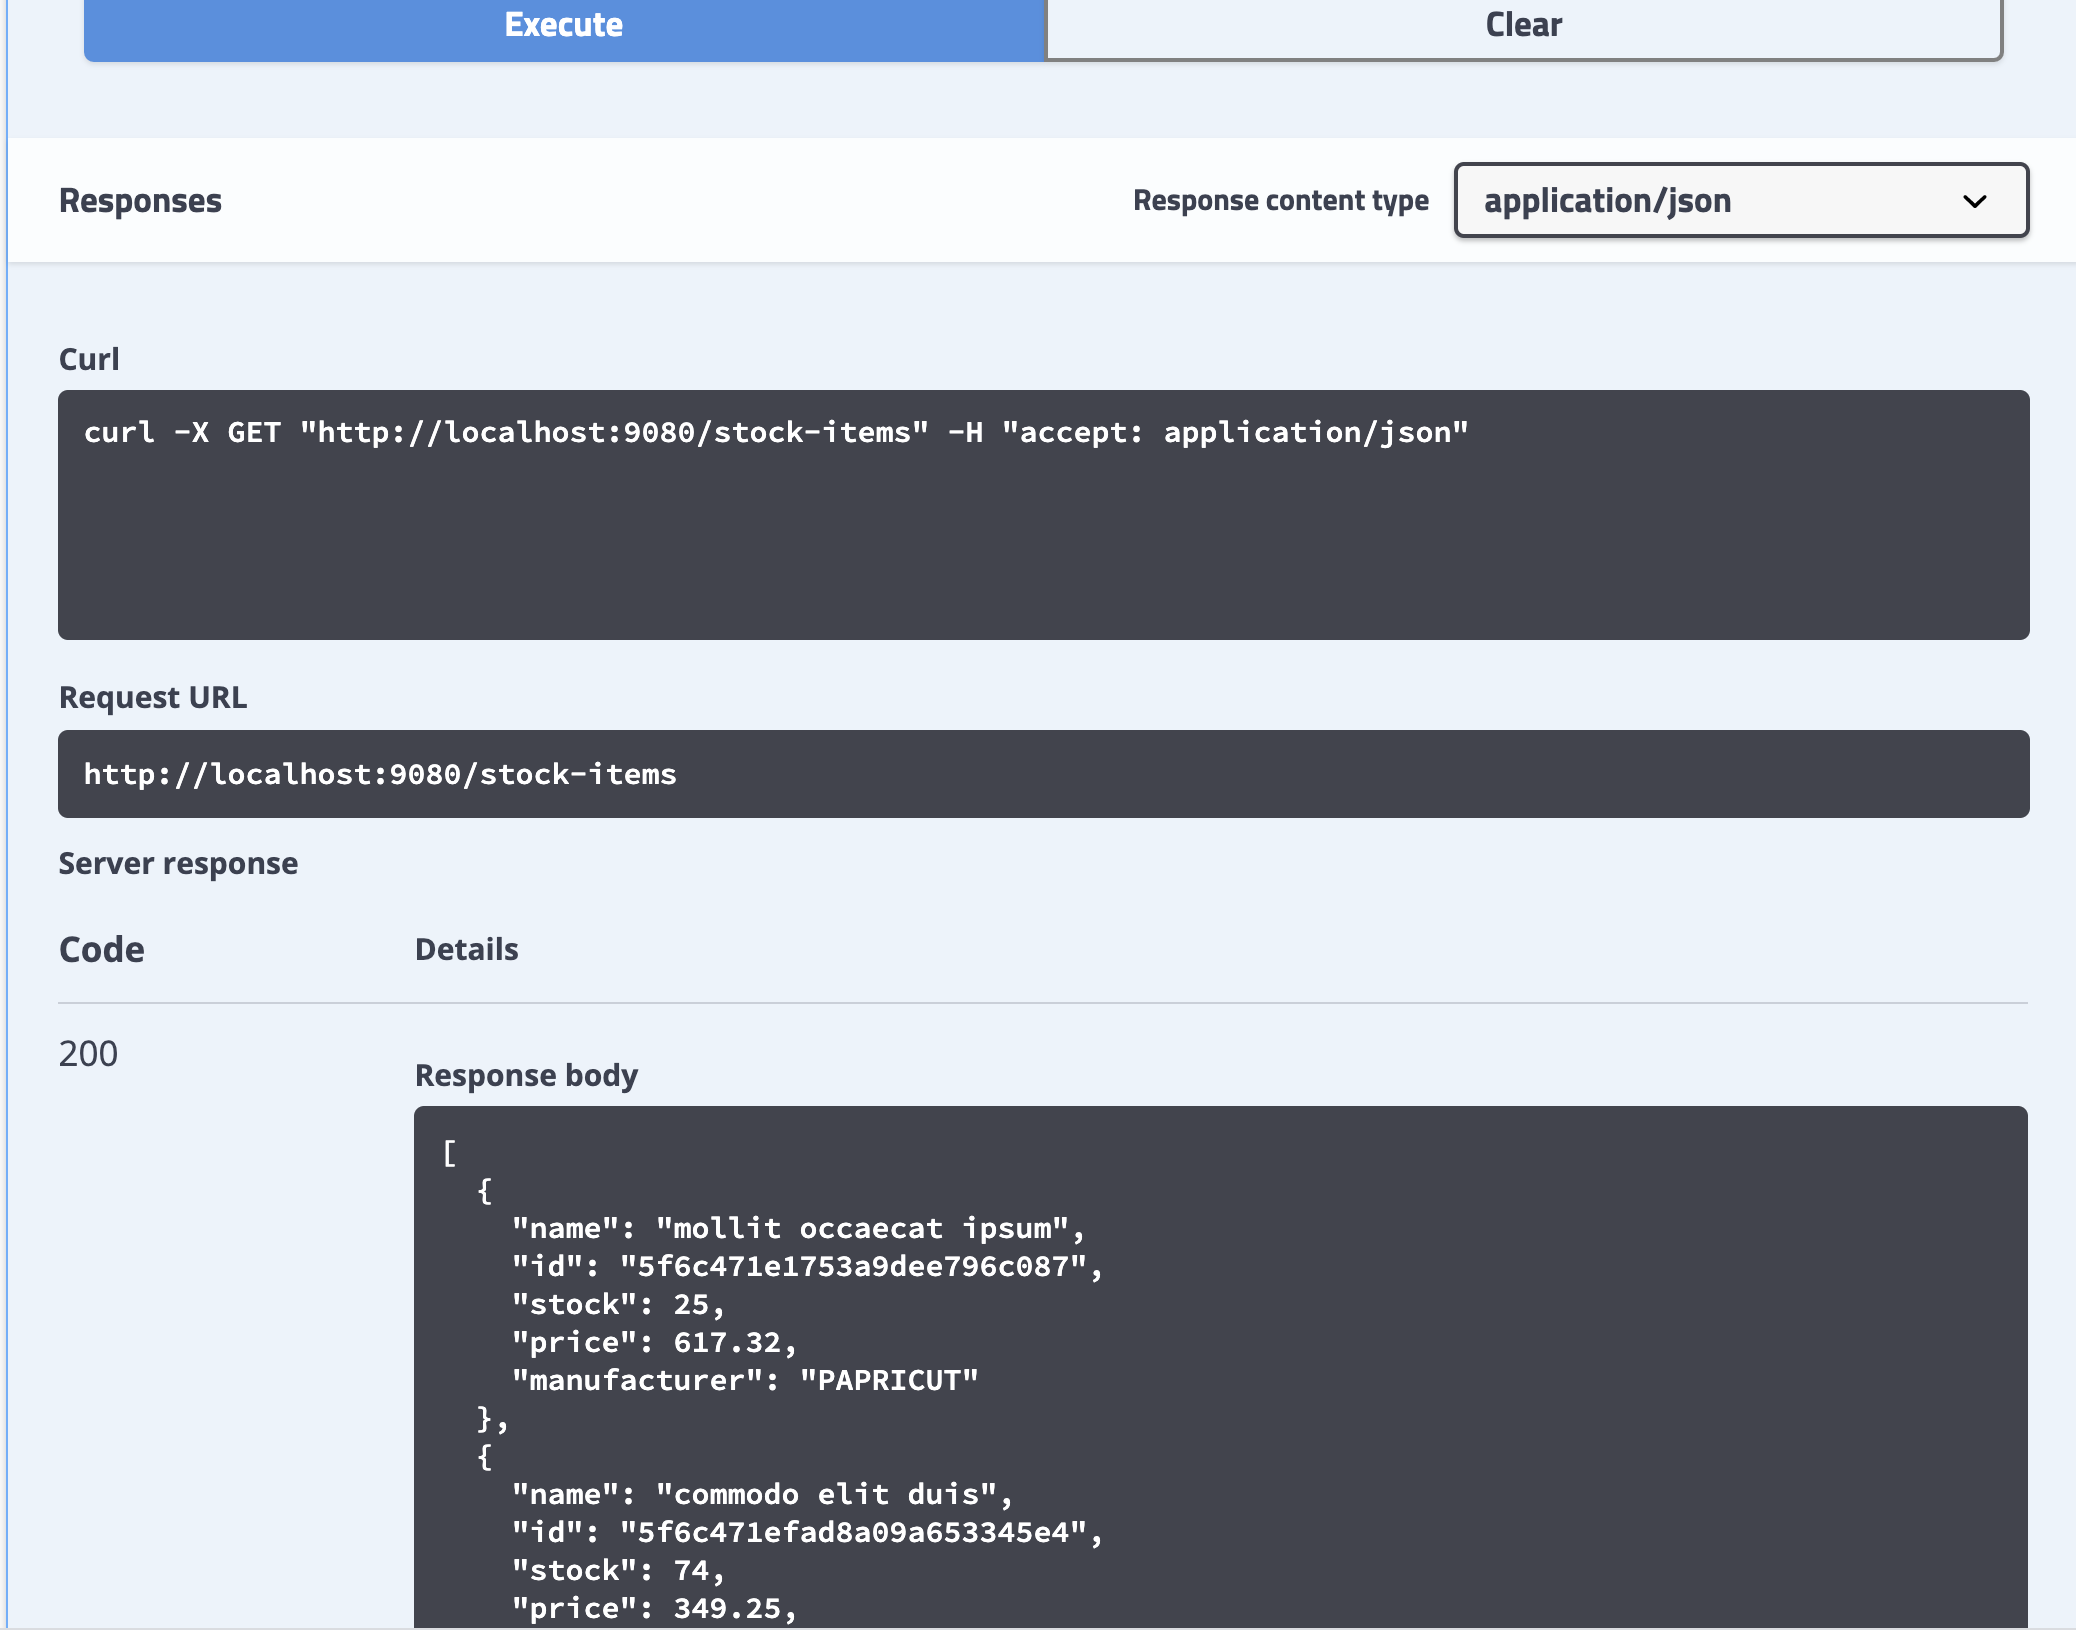 Execute
Clear
Responses
Response content type
application/json
Curl
curl -X GET "http://localhost:9080/stock-items" -H "accept: application/json"
Request URL
http://localhost:9080/stock-items
Server response
Code
Details
200
Response body
[
  {
    "name": "mollit occaecat ipsum",
    "id": "5f6c471e1753a9dee796c087",
    "stock": 25,
    "price": 617.32,
    "manufacturer": "PAPRICUT"
  },
  {
    "name": "commodo elit duis",
    "id": "5f6c471efad8a09a653345e4",
    "stock": 74,
    "price": 349.25,